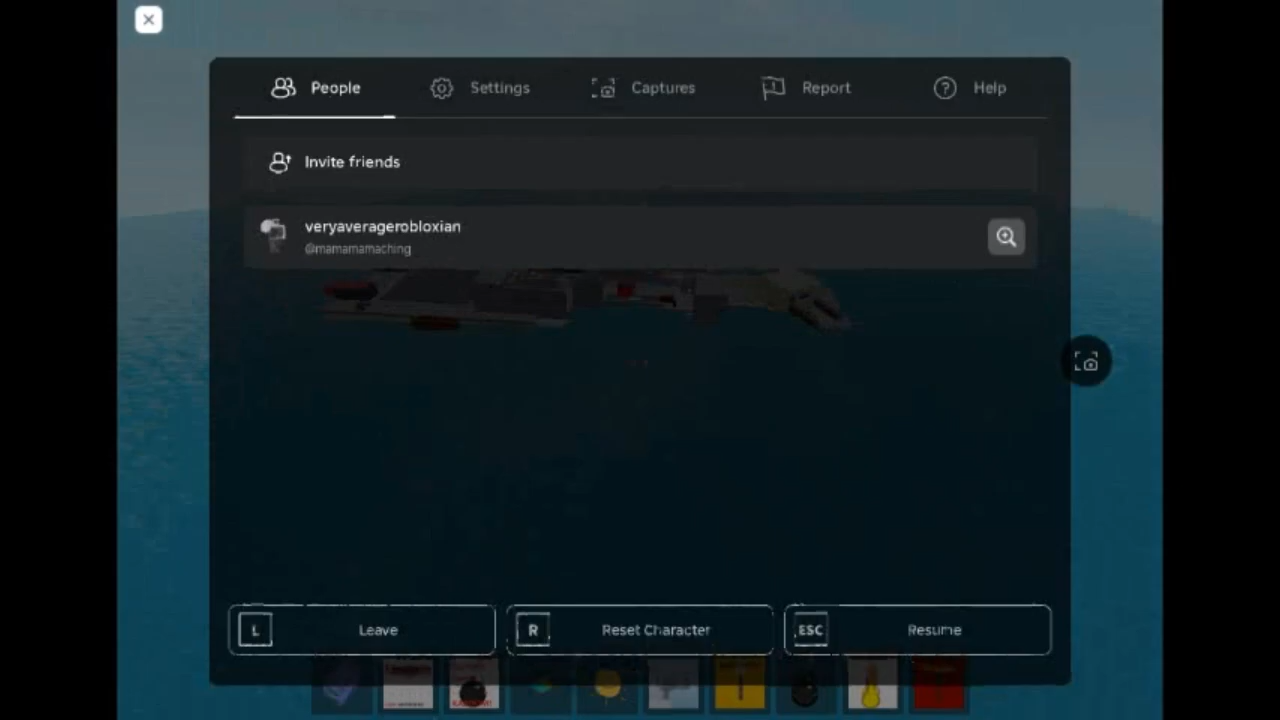 People
Settings
Captures
Report
Help
Invite friends
veryaveragerobloxian
@mamamamaching
L
Leave
R
Reset Character
ESC
Resume